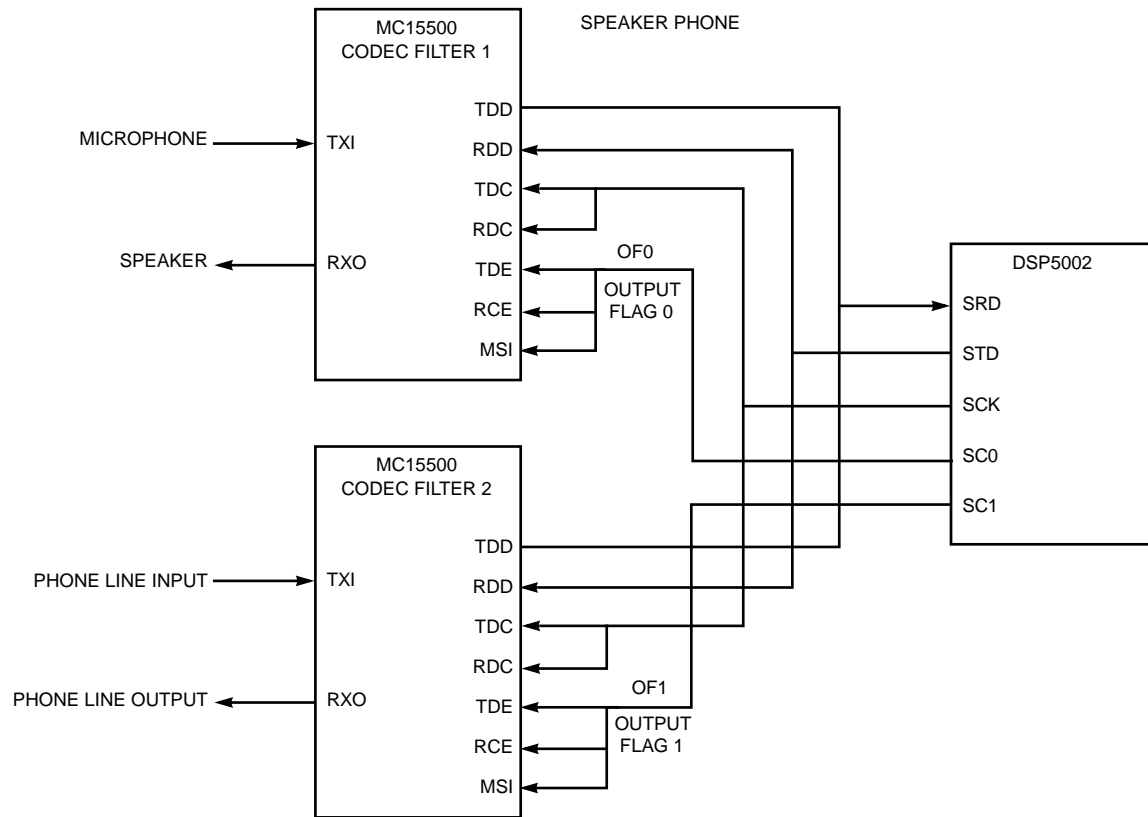 SPEAKER PHONE
MC15500
CODEC FILTER 1
TDD
MICROPHONE
TXI
RDD
TDC
RDC
SPEAKER
RXO
TDE
OF0
RCE
OUTPUT
FLAG 0
MSI
DSP5002
SRD
STD
SCK
SC0
SC1
MC15500
CODEC FILTER 2
TDD
PHONE LINE INPUT
TXI
RDD
TDC
RDC
PHONE LINE OUTPUT
RXO
TDE
OF1
RCE
OUTPUT
FLAG 1
MSI